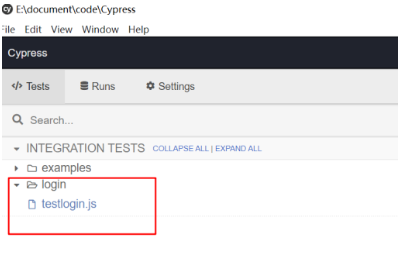 E:\document\code\Cypress
File Edit View Window Help
Cypress
</> Tests Runs Settings
Search...
INTEGRATION TESTS COLLAPSE ALL | EXPAND ALL
examples
login
testlogin.js